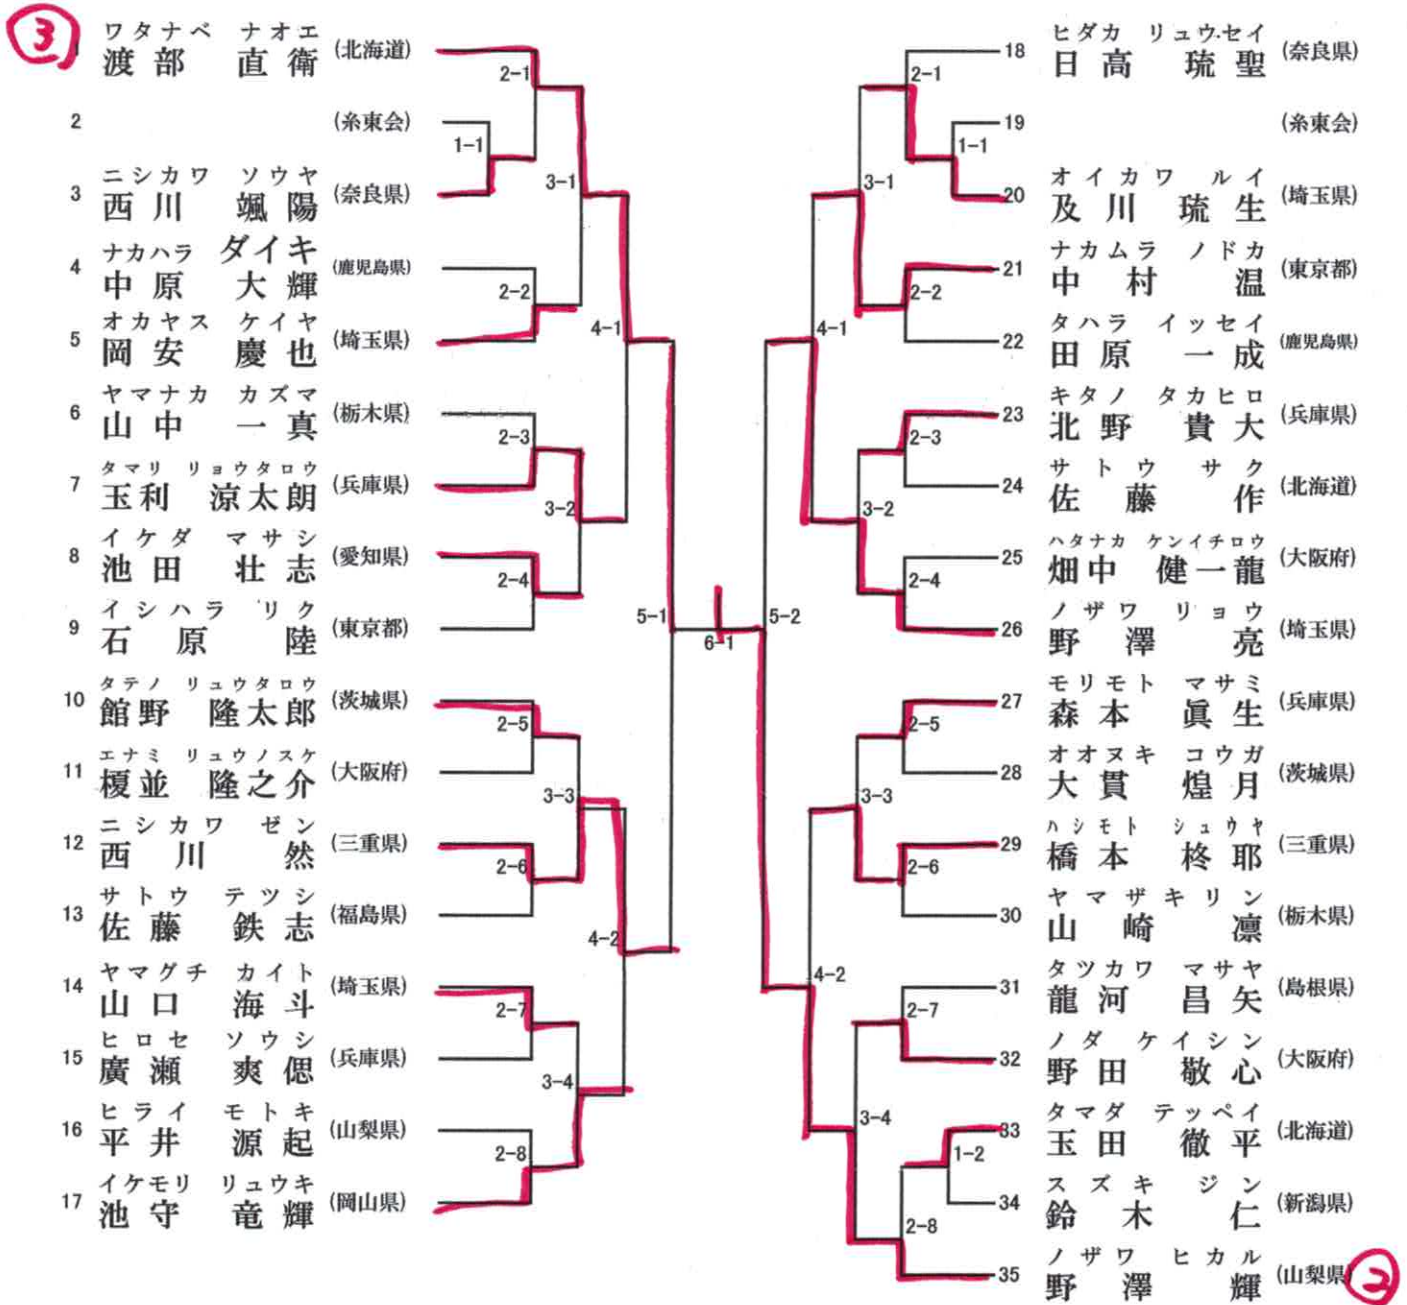 ③
ワタナベ ナオエ
1 渡部 直衛 (北海道)
2 (糸東会)
ニシカワ ソウヤ
3 西川 颯陽 (奈良県)
ナカハラ ダイキ
4 中原 大輝 (鹿児島県)
オカヤス ケイヤ
5 岡安 慶也 (埼玉県)
ヤマナカ カズマ
6 山中 一真 (栃木県)
タマリ リョウタロウ
7 玉利 涼太朗 (兵庫県)
イケダ マサシ
8 池田 壮志 (愛知県)
イシハラ リク
9 石原 陸 (東京都)
タテノ リュウタロウ
10 館野 隆太郎 (茨城県)
エナミ リュウノスケ
11 榎並 隆之介 (大阪府)
ニシカワ ゼン
12 西川 然 (三重県)
サトウ テツシ
13 佐藤 鉄志 (福島県)
ヤマグチ カイト
14 山口 海斗 (埼玉県)
ヒロセ ソウシ
15 廣瀬 爽偲 (兵庫県)
ヒライ モトキ
16 平井 源起 (山梨県)
イケモリ リュウキ
17 池守 竜輝 (岡山県)
2-1
1-1
3-1
2-2
4-1
2-3
3-2
2-4
5-1
2-5
3-3
2-6
4-2
2-7
3-4
2-8
6-1
5-2
2-1
1-1
3-1
2-2
4-1
2-3
3-2
2-4
2-5
3-3
2-6
4-2
2-7
3-4
1-2
2-8
ヒダカ リュウセイ
18 日高 琉聖 (奈良県)
19 (糸東会)
オイカワ ルイ
20 及川 琉生 (埼玉県)
ナカムラ ノドカ
21 中村 温 (東京都)
タハラ イッセイ
22 田原 一成 (鹿児島県)
キタノ タカヒロ
23 北野 貴大 (兵庫県)
サトウ サク
24 佐藤 作 (北海道)
ハタナカ ケンイチロウ
25 畑中 健一龍 (大阪府)
ノザワ リョウ
26 野澤 亮 (埼玉県)
モリモト マサミ
27 森本 眞生 (兵庫県)
オオヌキ コウガ
28 大貫 煌月 (茨城県)
ハシモト シュウヤ
29 橋本 柊耶 (三重県)
ヤマザキ リン
30 山崎 凛 (栃木県)
タツカワ マサヤ
31 龍河 昌矢 (島根県)
ノダ ケイシン
32 野田 敬心 (大阪府)
タマダ テッペイ
33 玉田 徹平 (北海道)
スズキ ジン
34 鈴木 仁 (新潟県)
ノザワ ヒカル
35 野澤 輝 (山梨県)